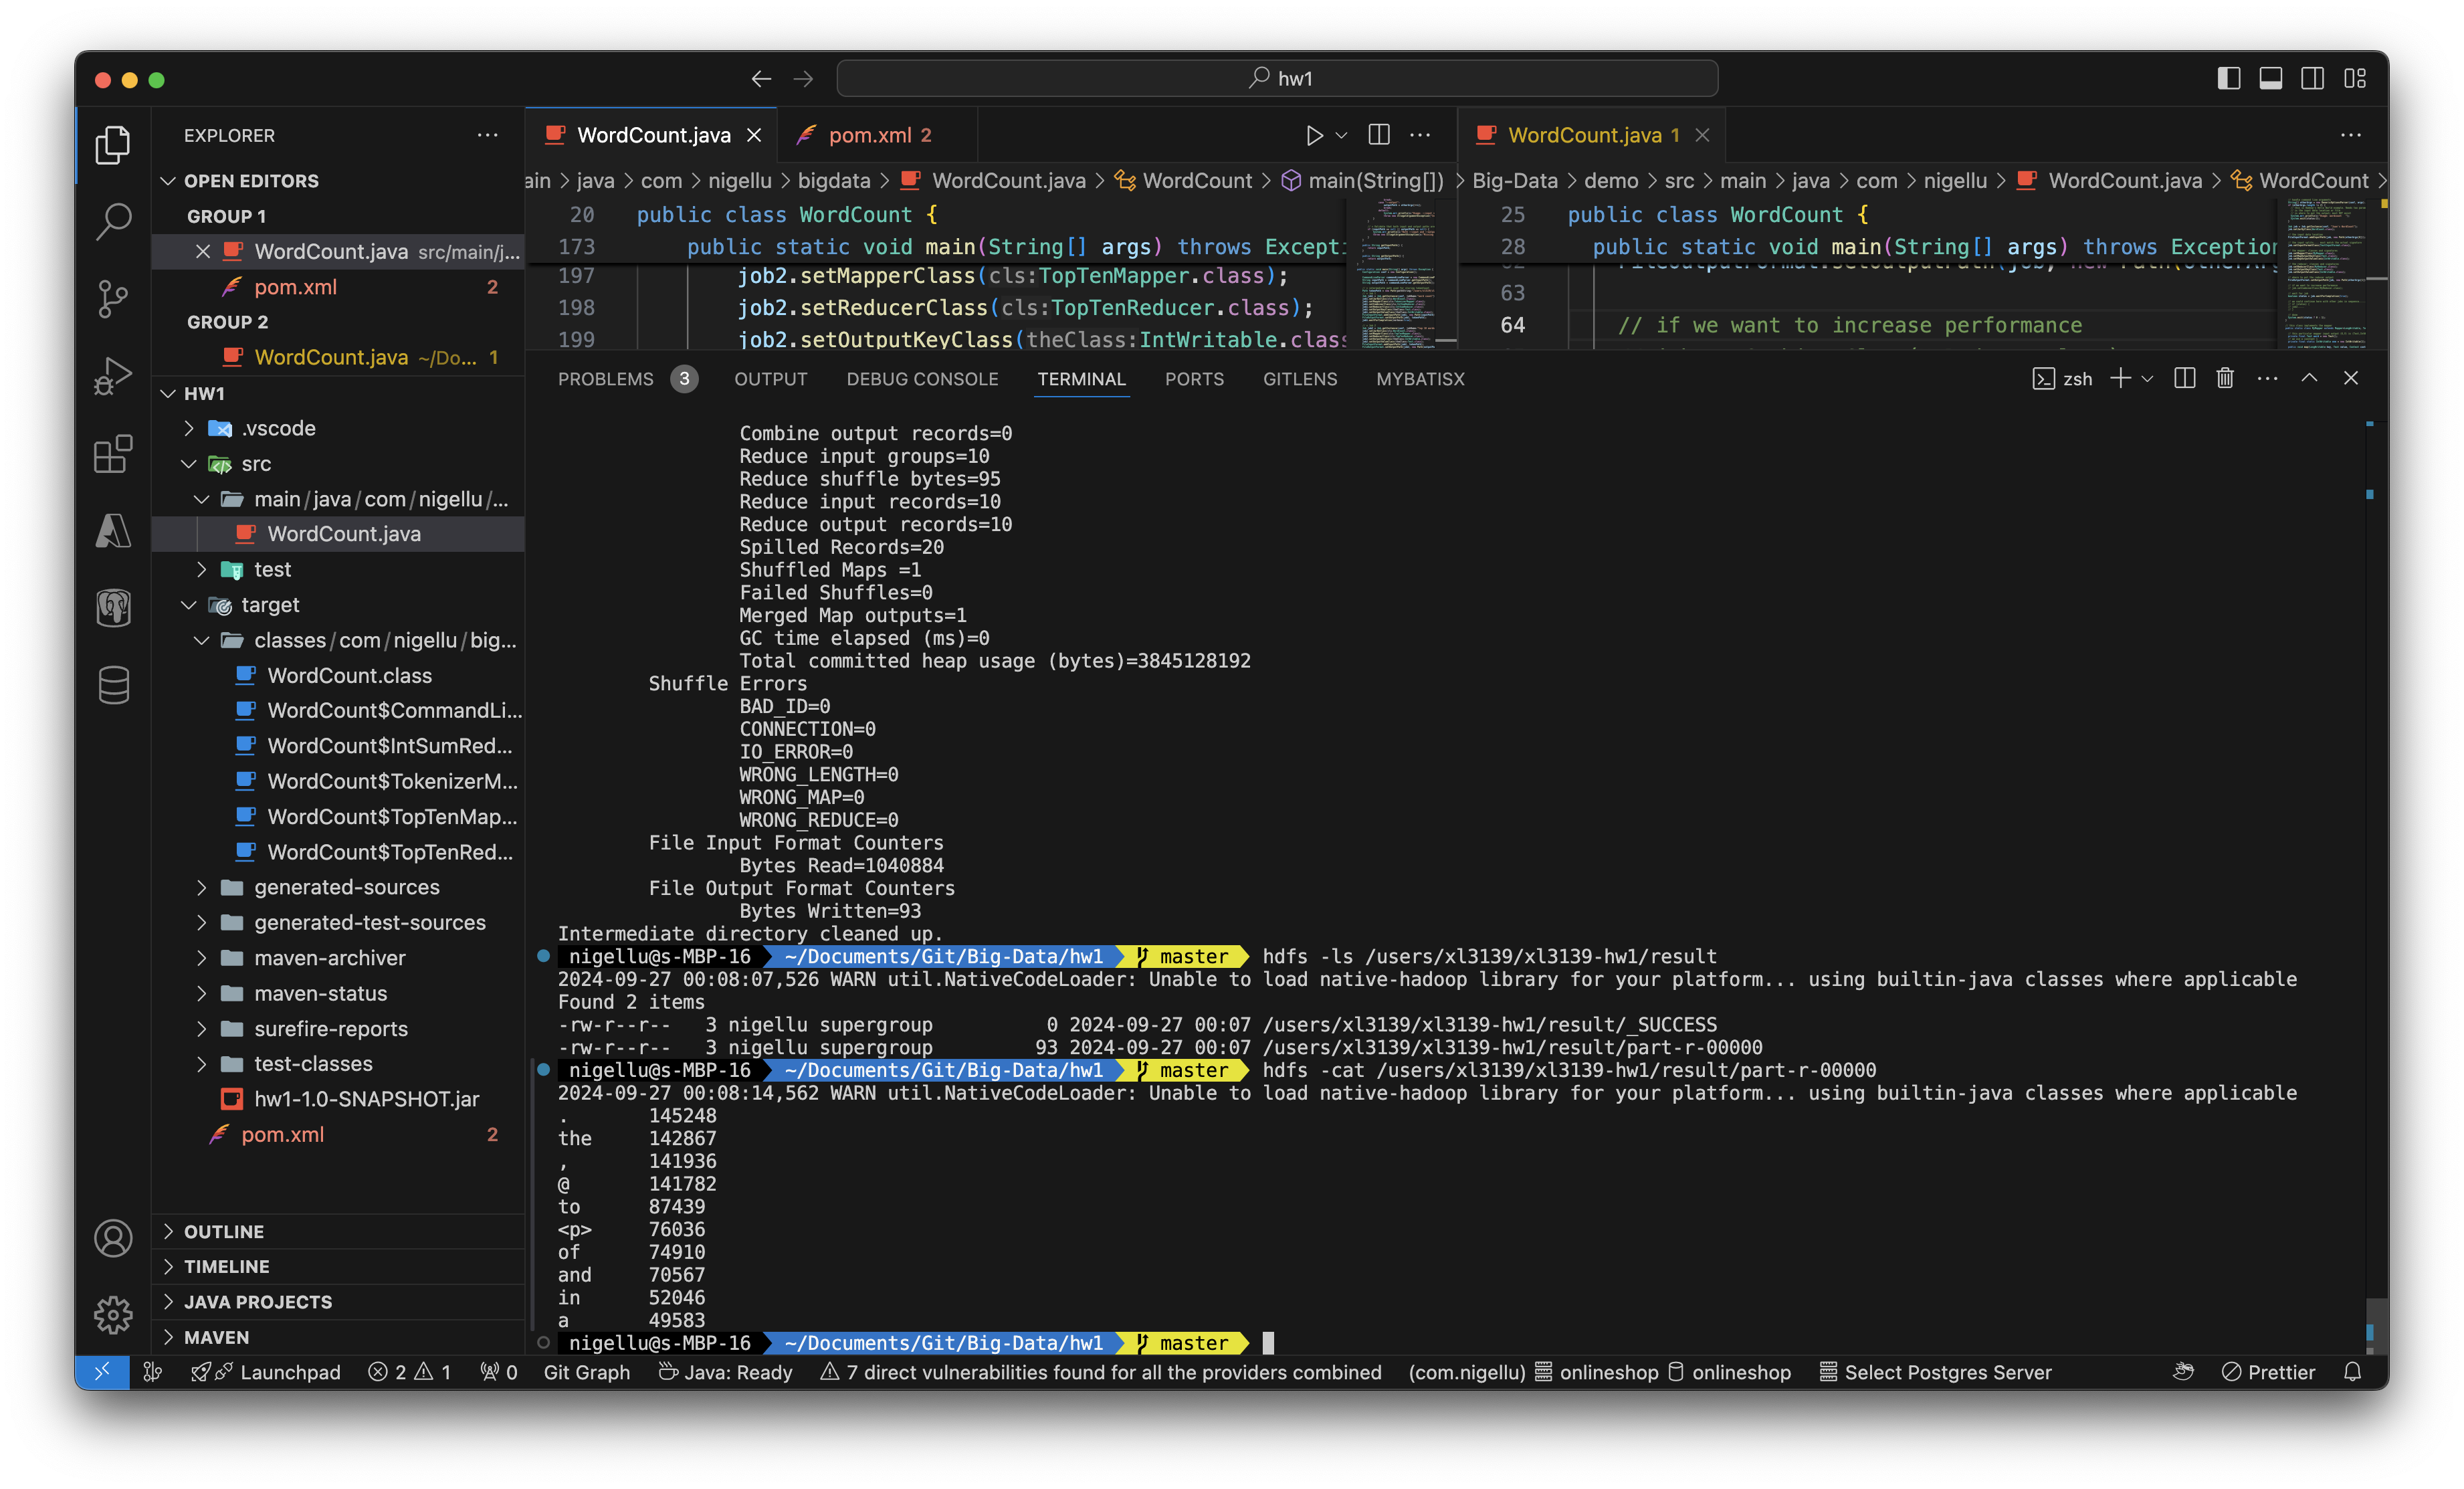 hw1
EXPLORER
OPEN EDITORS
GROUP 1
WordCount.java src/main/j...
pom.xml 2
GROUP 2
WordCount.java ~/Do... 1
HW1
.vscode
src
main/java/com/nigellu/...
WordCount.java
test
target
classes/com/nigellu/big...
WordCount.class
WordCount$CommandLi...
WordCount$IntSumRed...
WordCount$TokenizerM...
WordCount$TopTenMap...
WordCount$TopTenRed...
generated-sources
generated-test-sources
maven-archiver
maven-status
surefire-reports
test-classes
hw1-1.0-SNAPSHOT.jar
pom.xml 2
OUTLINE
TIMELINE
JAVA PROJECTS
MAVEN
WordCount.java
pom.xml 2
ain > java > com > nigellu > bigdata > WordCount.java > WordCount > main(String[])
20 public class WordCount {
173 public static void main(String[] args) throws Excepti
197 job2.setMapperClass(cls:TopTenMapper.class);
198 job2.setReducerClass(cls:TopTenReducer.class);
199 job2.setOutputKeyClass(theClass:IntWritable.class
WordCount.java 1
> Big-Data > demo > src > main > java > com > nigellu > WordCount.java > WordCount >
25 public class WordCount {
28 public static void main(String[] args) throws Exception
63
64 // if we want to increase performance
PROBLEMS 3 OUTPUT DEBUG CONSOLE TERMINAL PORTS GITLENS MYBATISX
zsh
Combine output records=0
Reduce input groups=10
Reduce shuffle bytes=95
Reduce input records=10
Reduce output records=10
Spilled Records=20
Shuffled Maps =1
Failed Shuffles=0
Merged Map outputs=1
GC time elapsed (ms)=0
Total committed heap usage (bytes)=3845128192
Shuffle Errors
BAD_ID=0
CONNECTION=0
IO_ERROR=0
WRONG_LENGTH=0
WRONG_MAP=0
WRONG_REDUCE=0
File Input Format Counters
Bytes Read=1040884
File Output Format Counters
Bytes Written=93
Intermediate directory cleaned up.
nigellu@s-MBP-16 ~/Documents/Git/Big-Data/hw1 master hdfs -ls /users/xl3139/xl3139-hw1/result
2024-09-27 00:08:07,526 WARN util.NativeCodeLoader: Unable to load native-hadoop library for your platform... using builtin-java classes where applicable
Found 2 items
-rw-r--r-- 3 nigellu supergroup 0 2024-09-27 00:07 /users/xl3139/xl3139-hw1/result/_SUCCESS
-rw-r--r-- 3 nigellu supergroup 93 2024-09-27 00:07 /users/xl3139/xl3139-hw1/result/part-r-00000
nigellu@s-MBP-16 ~/Documents/Git/Big-Data/hw1 master hdfs -cat /users/xl3139/xl3139-hw1/result/part-r-00000
2024-09-27 00:08:14,562 WARN util.NativeCodeLoader: Unable to load native-hadoop library for your platform... using builtin-java classes where applicable
. 145248
the 142867
, 141936
@ 141782
to 87439
<p> 76036
of 74910
and 70567
in 52046
a 49583
nigellu@s-MBP-16 ~/Documents/Git/Big-Data/hw1 master
Launchpad 2 1 0 Git Graph Java: Ready 7 direct vulnerabilities found for all the providers combined (com.nigellu) onlineshop onlineshop Select Postgres Server Prettier